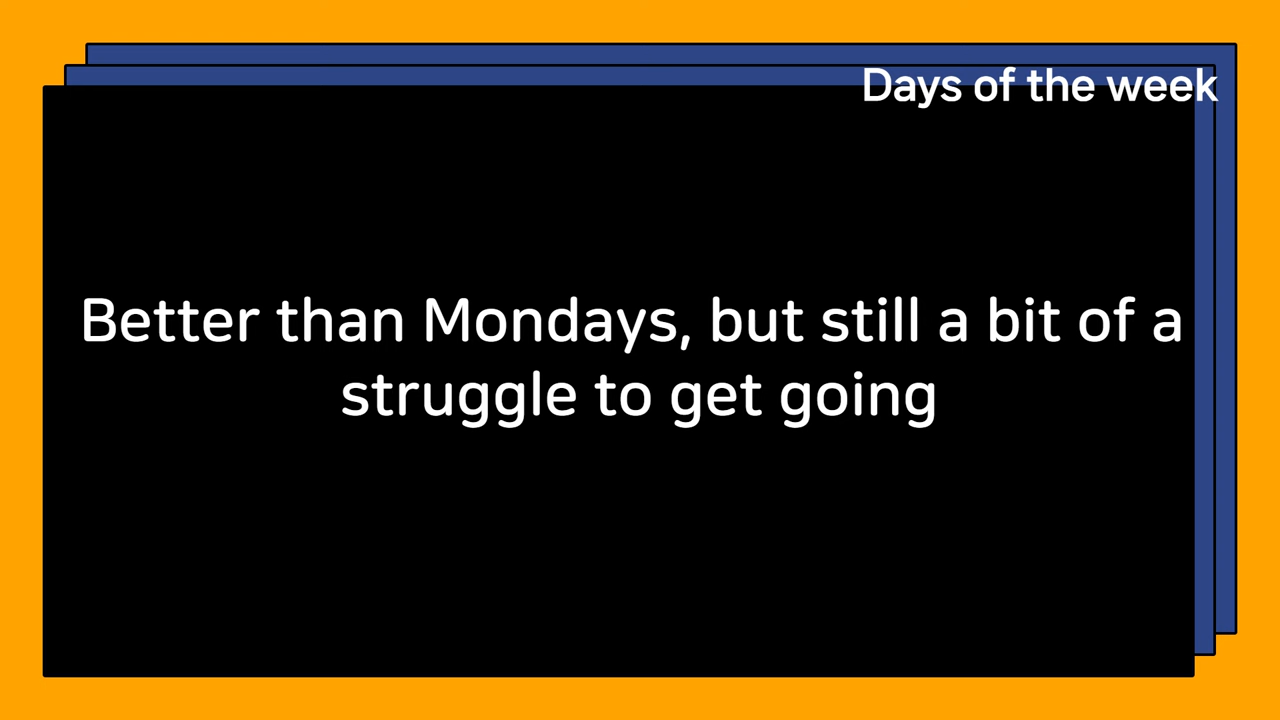 Days of the week
Better than Mondays, but still a bit of a
struggle to get going